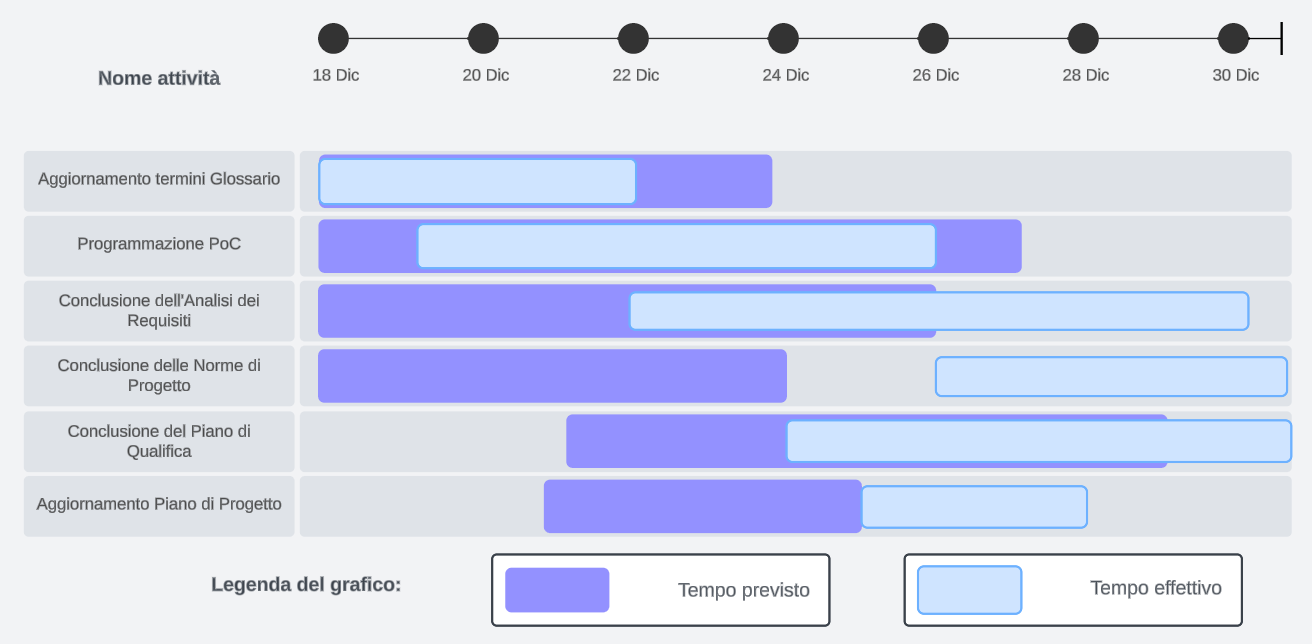 18 Dic 20 Dic 22 Dic 24 Dic 26 Dic 28 Dic 30 Dic
Nome attività
Aggiornamento termini Glossario
Programmazione PoC
Conclusione dell'Analisi dei
Requisiti
Conclusione delle Norme di
Progetto
Conclusione del Piano di
Qualifica
Aggiornamento Piano di Progetto
Legenda del grafico:
Tempo previsto
Tempo effettivo